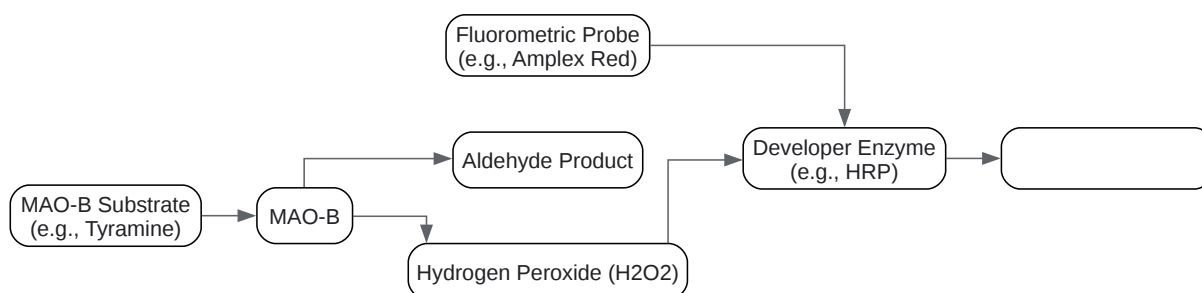 Fluorometric Probe
(e.g., Amplex Red)
Aldehyde Product
Developer Enzyme
(e.g., HRP)
MAO-B Substrate
(e.g., Tyramine)
MAO-B
Hydrogen Peroxide (H2O2)